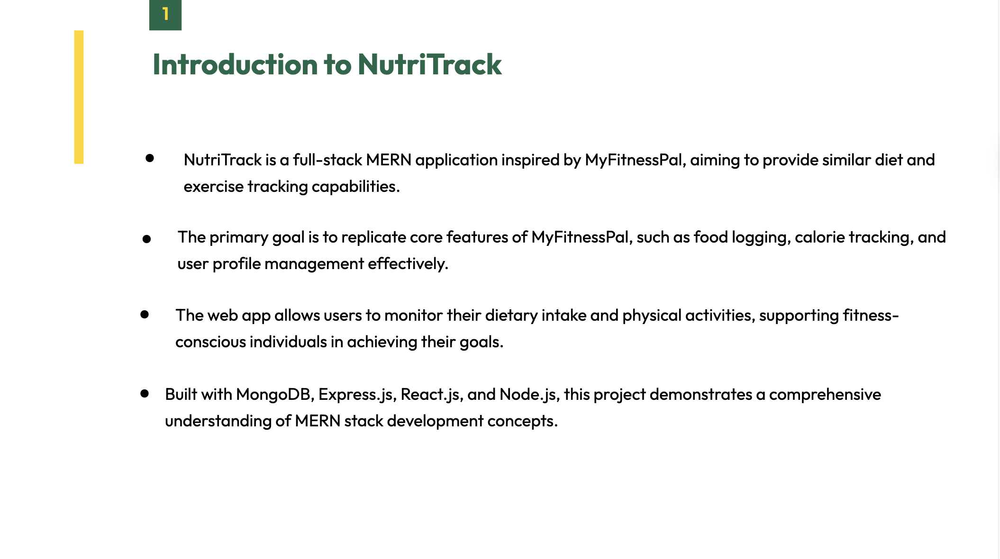 1
Introduction to NutriTrack
● NutriTrack is a full-stack MERN application inspired by MyFitnessPal, aiming to provide similar diet and
exercise tracking capabilities.
● The primary goal is to replicate core features of MyFitnessPal, such as food logging, calorie tracking, and
user profile management effectively.
● The web app allows users to monitor their dietary intake and physical activities, supporting fitness-
conscious individuals in achieving their goals.
● Built with MongoDB, Express.js, React.js, and Node.js, this project demonstrates a comprehensive
understanding of MERN stack development concepts.